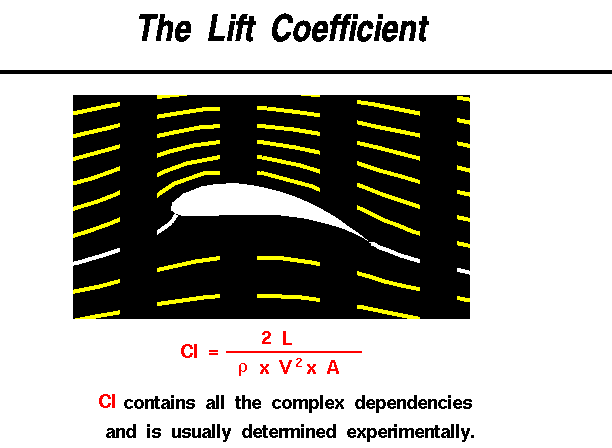 The Lift Coefficient
Cl = 2 L / ρ x V² x A
Cl contains all the complex dependencies
and is usually determined experimentally.